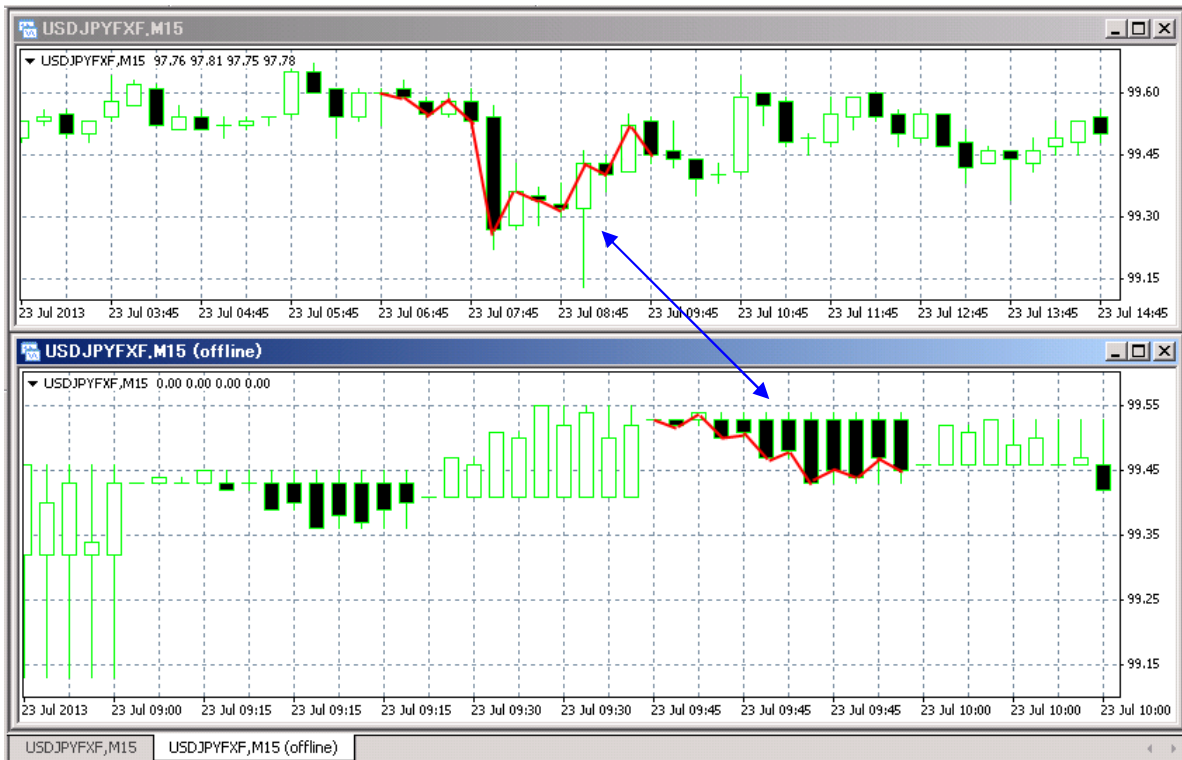 USDJPYFXF,M15
USDJPYFXF,M15 97.76 97.81 97.75 97.78
99.60
99.45
99.30
99.15
23 Jul 2013 23 Jul 03:45 23 Jul 04:45 23 Jul 05:45 23 Jul 06:45 23 Jul 07:45 23 Jul 08:45 23 Jul 09:45 23 Jul 10:45 23 Jul 11:45 23 Jul 12:45 23 Jul 13:45 23 Jul 14:45
USDJPYFXF,M15 (offline)
USDJPYFXF,M15 0.00 0.00 0.00 0.00
99.55
99.45
99.35
99.25
99.15
23 Jul 2013 23 Jul 09:00 23 Jul 09:15 23 Jul 09:15 23 Jul 09:15 23 Jul 09:30 23 Jul 09:30 23 Jul 09:45 23 Jul 09:45 23 Jul 09:45 23 Jul 10:00 23 Jul 10:00 23 Jul 10:00
USDJPYFXF,M15 USDJPYFXF,M15 (offline)